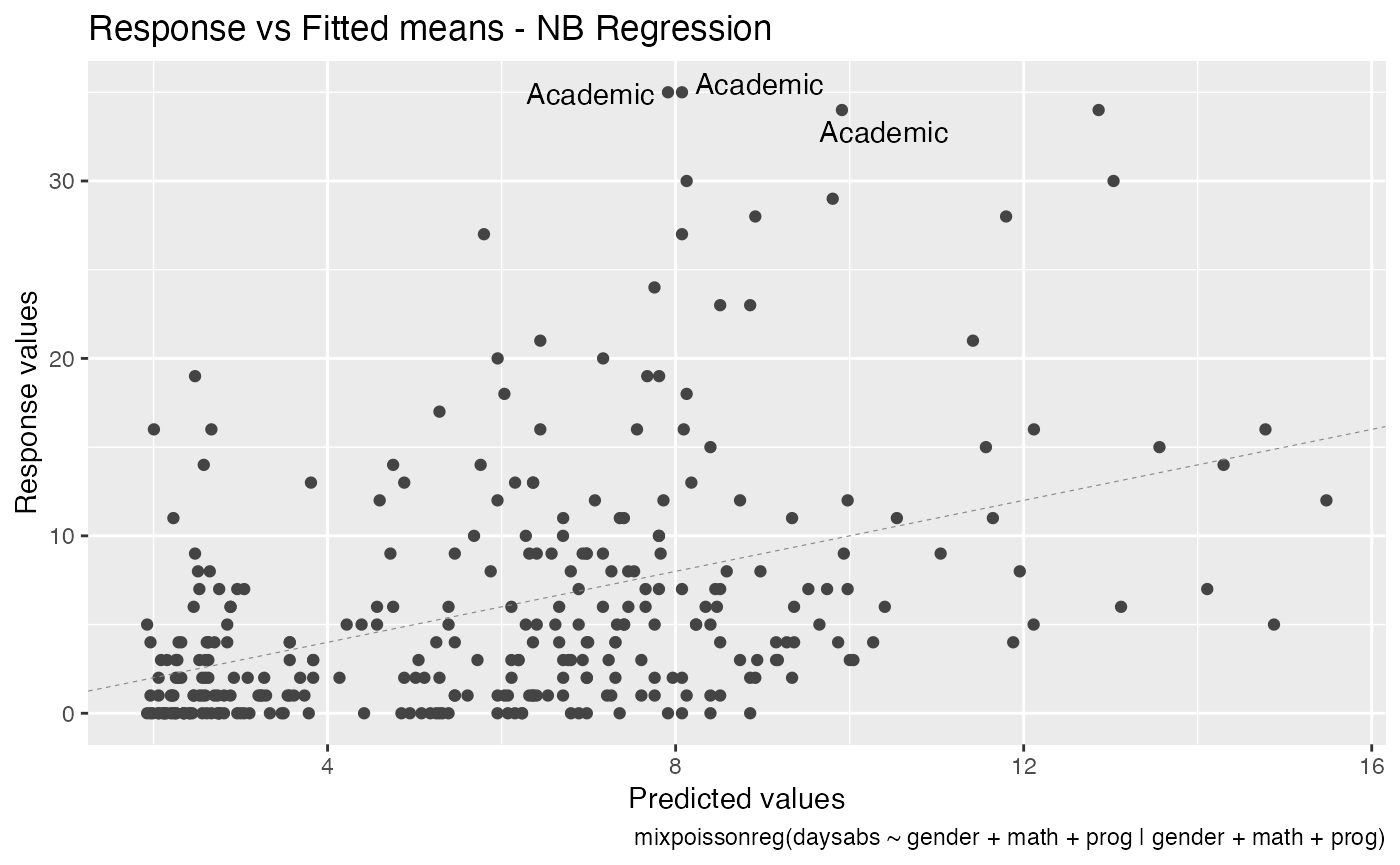 Response vs Fitted means - NB Regression
Academic
Academic
Academic
30
20
10
0
Response values
4
8
12
16
Predicted values
mixpoissonreg(daysabs ~ gender + math + prog | gender + math + prog)